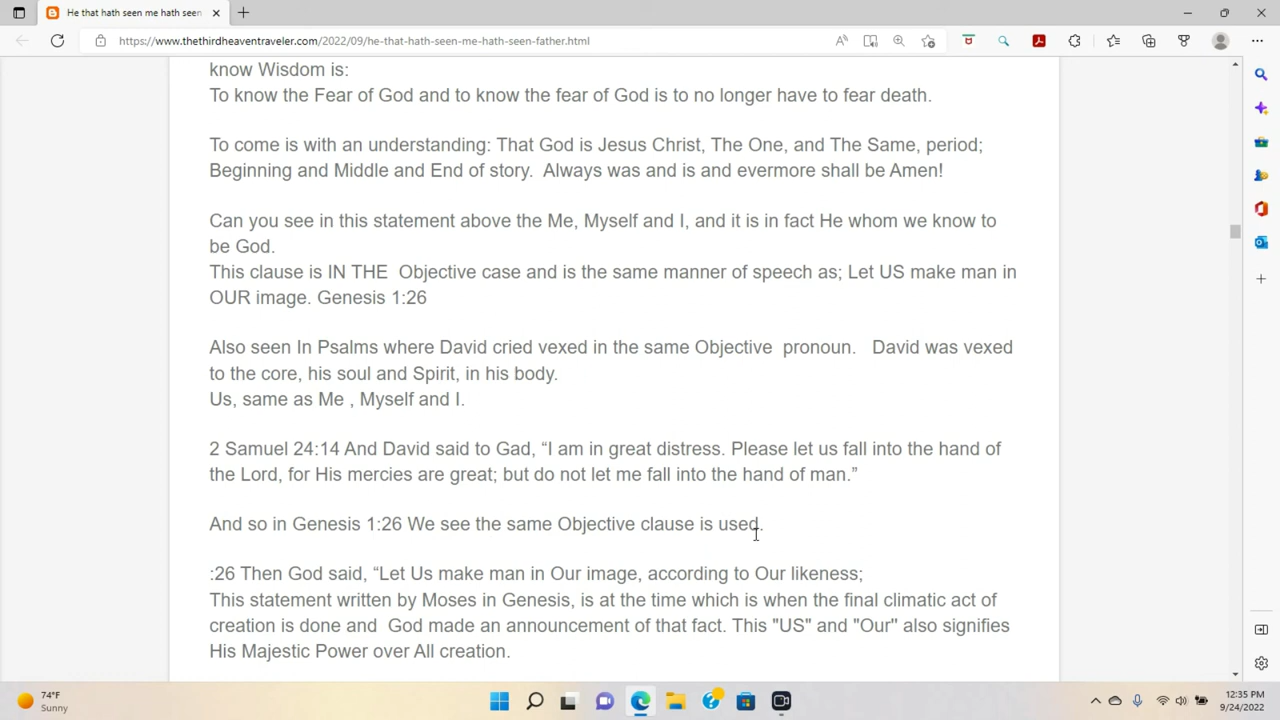 He that hath seen me hath seen
https://www.thethirdheaventraveler.com/2022/09/he-that-hath-seen-me-hath-seen-father.html
know Wisdom is:
To know the Fear of God and to know the fear of God is to no longer have to fear death.
To come is with an understanding: That God is Jesus Christ, The One, and The Same, period;
Beginning and Middle and End of story.  Always was and is and evermore shall be Amen!
Can you see in this statement above the Me, Myself and I, and it is in fact He whom we know to
be God.
This clause is IN THE  Objective case and is the same manner of speech as; Let US make man in
OUR image. Genesis 1:26
Also seen In Psalms where David cried vexed in the same Objective  pronoun.   David was vexed
to the core, his soul and Spirit, in his body.
Us, same as Me , Myself and I.
2 Samuel 24:14 And David said to Gad, “I am in great distress. Please let us fall into the hand of
the Lord, for His mercies are great; but do not let me fall into the hand of man.”
And so in Genesis 1:26 We see the same Objective clause is used.
:26 Then God said, “Let Us make man in Our image, according to Our likeness;
This statement written by Moses in Genesis, is at the time which is when the final climatic act of
creation is done and  God made an announcement of that fact. This "US" and "Our" also signifies
His Majestic Power over All creation.
74°F
Sunny
12:35 PM
9/24/2022